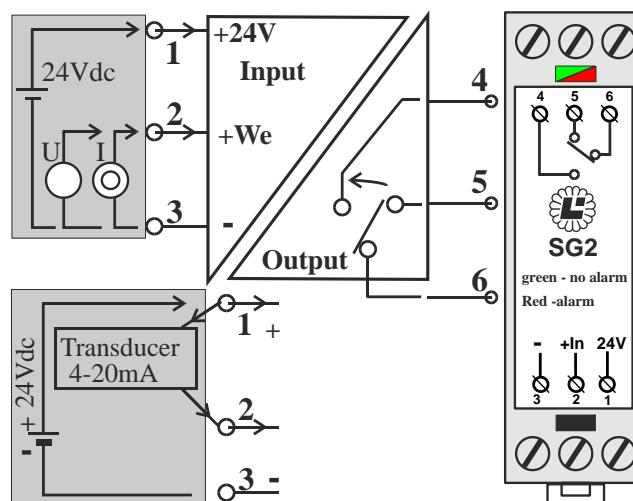 24Vdc
U
I
1
2
3
+24V
Input
+We
-
Output
4
5
6
+ 24Vdc -
Transducer
4-20mA
1 +
2
3 -
4 5 6
SG2
green - no alarm
Red -alarm
- +In 24V
3 2 1